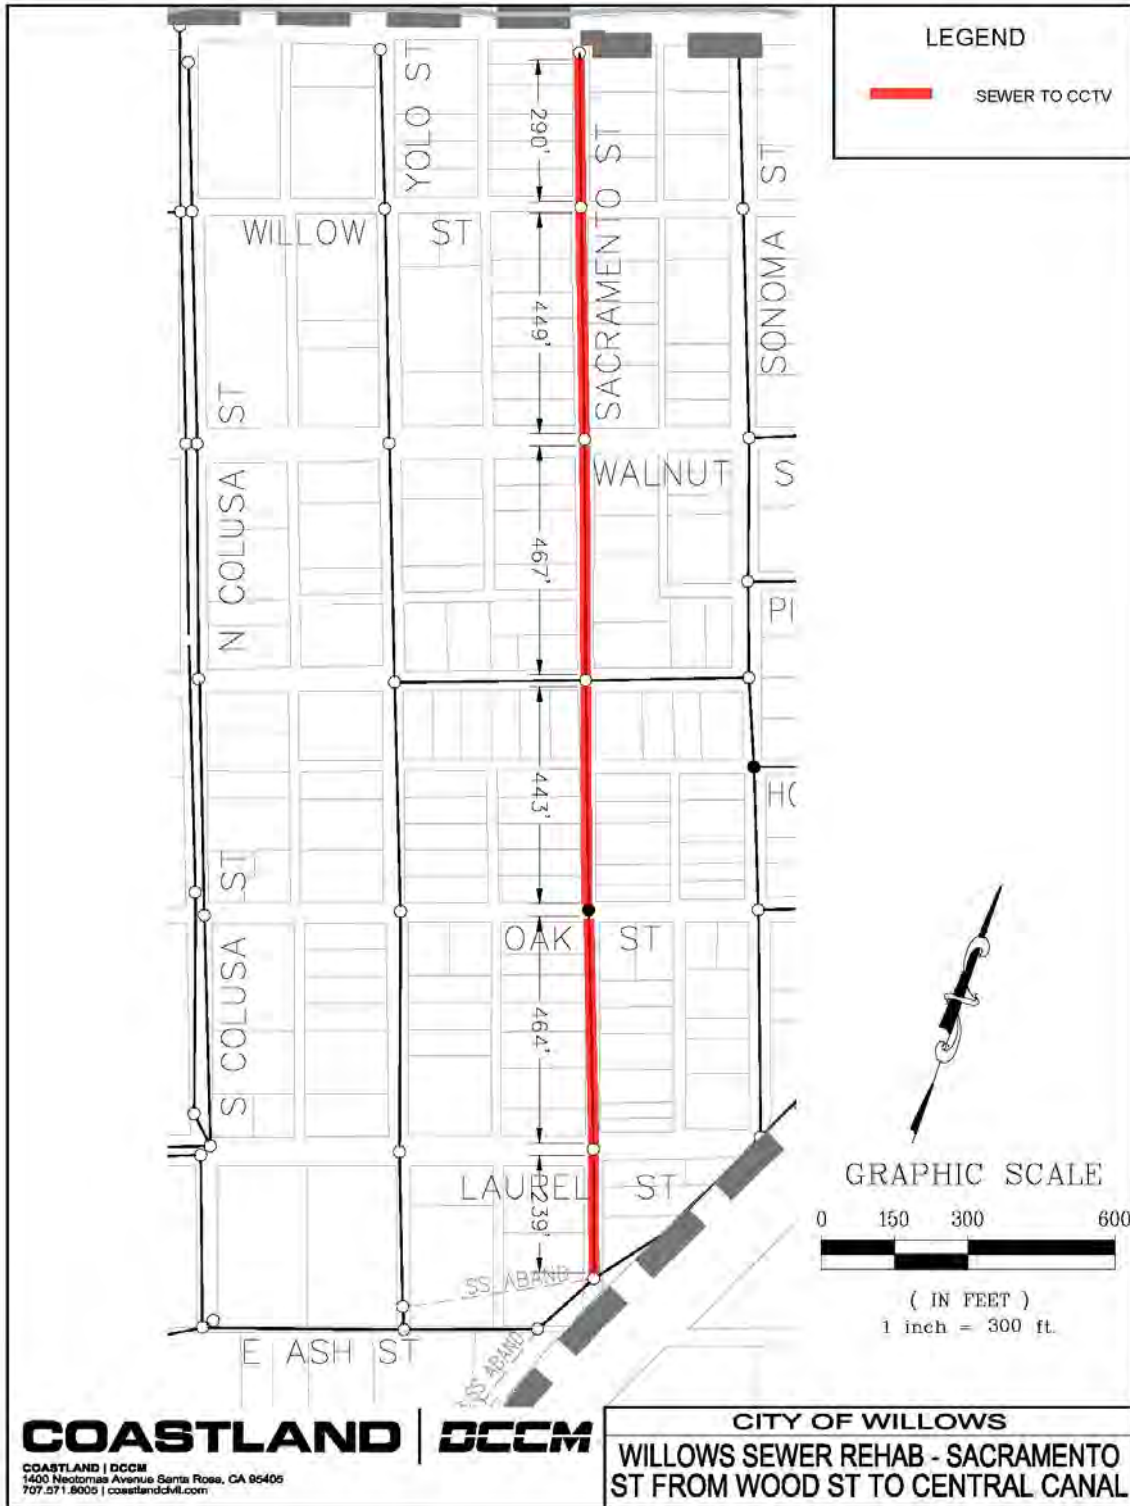 LEGEND
SEWER TO CCTV
YOLO ST
290'
SACRAMENTO ST
SONOMA ST
WILLOW ST
449'
N COLUSA ST
WALNUT S
467'
PI
443'
HO
S COLUSA ST
OAK ST
464'
LAUREL ST
239'
SS ABAND
SS ABAND
E ASH ST
GRAPHIC SCALE
0 150 300 600
( IN FEET )
1 inch = 300 ft.
COASTLAND | DCCM
COASTLAND | DCCM
1400 Neotomas Avenue Santa Rosa, CA 95405
707.571.8005 | coastlandcivil.com
CITY OF WILLOWS
WILLOWS SEWER REHAB - SACRAMENTO
ST FROM WOOD ST TO CENTRAL CANAL